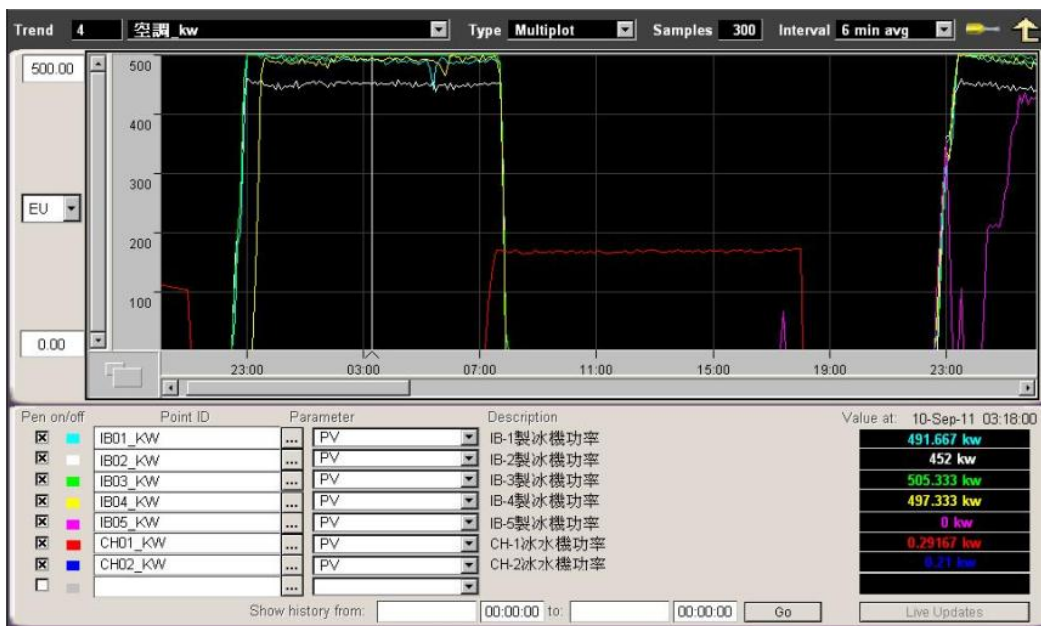 Trend 4 空調_kw Type Multiplot Samples 300 Interval 6 min avg
500.00
EU
0.00
500
400
300
200
100
23:00 03:00 07:00 11:00 15:00 19:00 23:00
Pen on/off Point ID Parameter Description Value at: 10-Sep-11 03:18:00
IB01_KW ... PV IB-1製冰機功率 491.667 kw
IB02_KW ... PV IB-2製冰機功率 452 kw
IB03_KW ... PV IB-3製冰機功率 505.333 kw
IB04_KW ... PV IB-4製冰機功率 497.333 kw
IB05_KW ... PV IB-5製冰機功率 0 kw
CH01_KW ... PV CH-1冰水機功率 0.29167 kw
CH02_KW ... PV CH-2冰水機功率 0.21 kw
...
Show history from: 00:00:00 to: 00:00:00 Go Live Updates